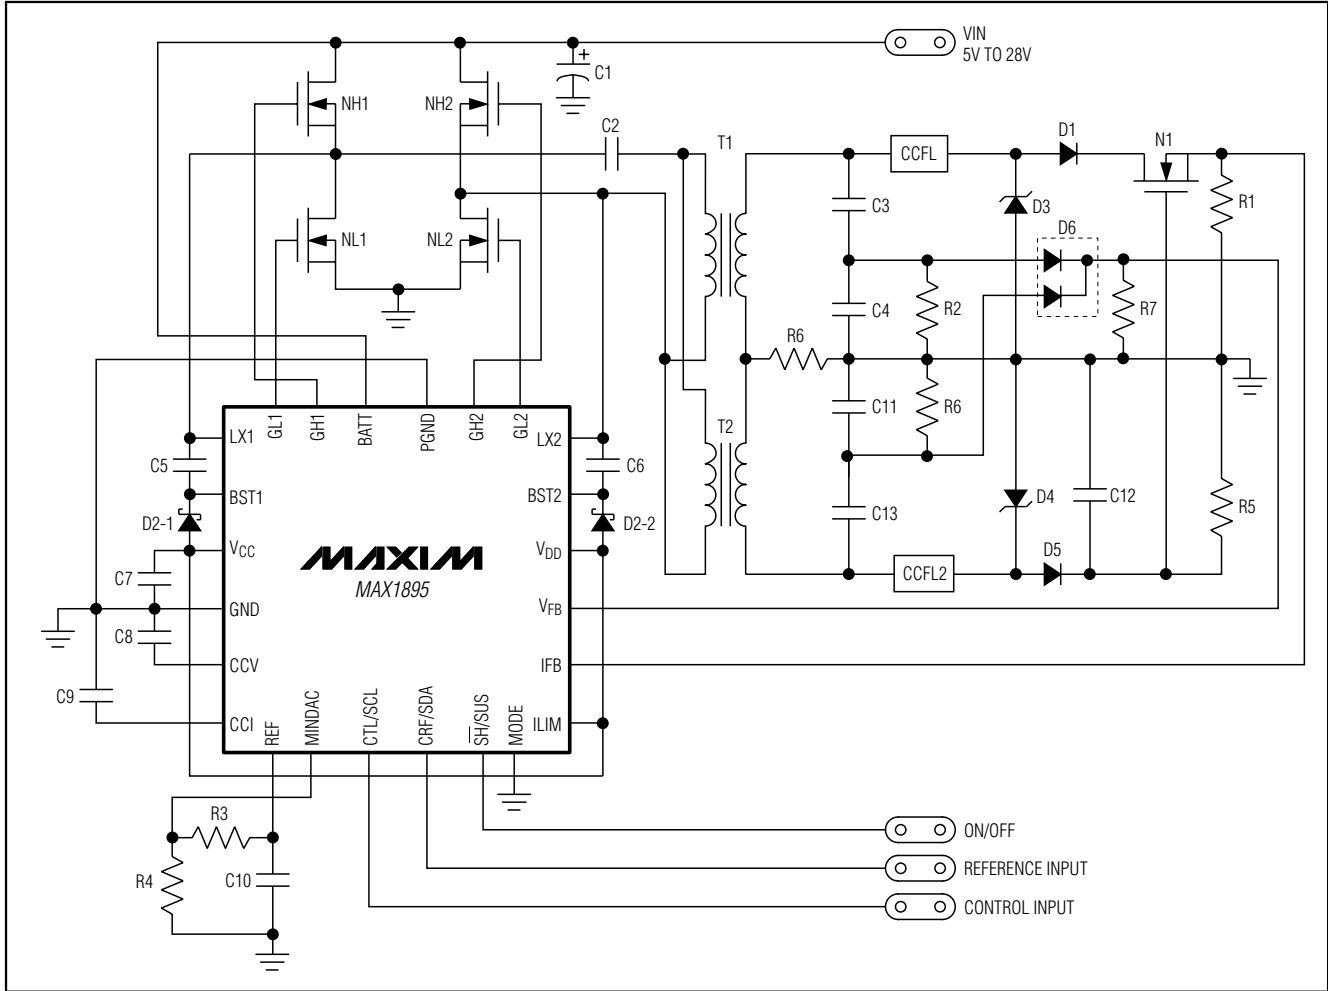 VIN
5V TO 28V
+
C1
NH1
NH2
C2
T1
CCFL
D1
N1
R1
C3
D3
D6
NL1
NL2
C4
R2
R7
R6
C11
R6
T2
GL1
GH1
BATT
PGND
GH2
GL2
LX1
LX2
C5
C6
BST1
BST2
D2-1
D2-2
C13
D4
C12
R5
VCC
VDD
MAXIM
MAX1895
C7
D5
CCFL2
GND
VFB
C8
CCV
IFB
C9
CCI
REF
MINDAC
CTL/SCL
CRF/SDA
SH/SUS
MODE
ILIM
R3
R4
C10
ON/OFF
REFERENCE INPUT
CONTROL INPUT